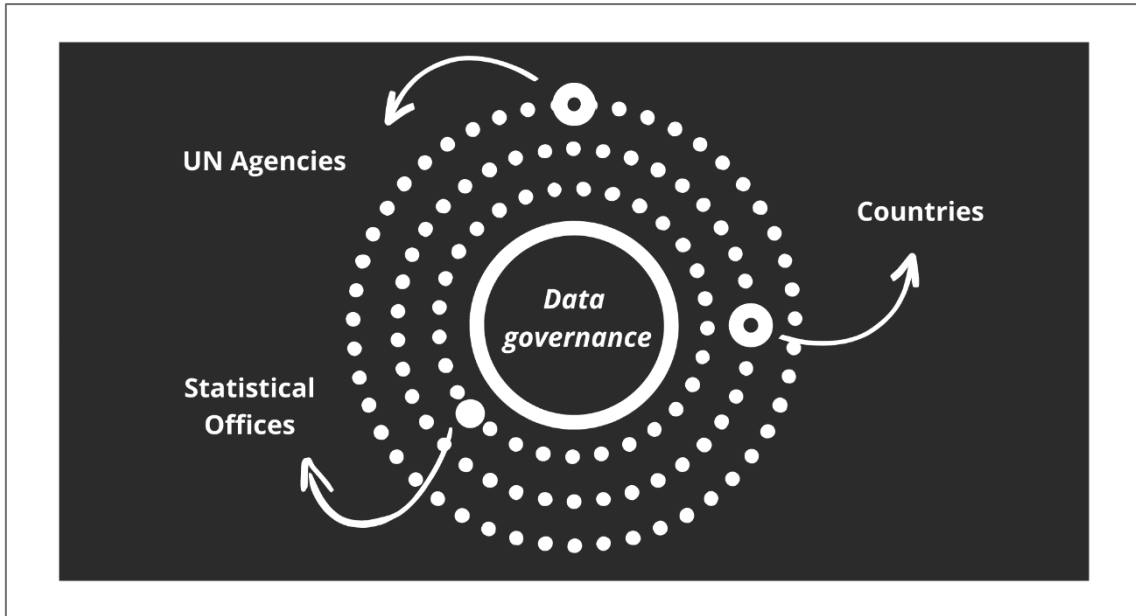 UN Agencies
Countries
Data
governance
Statistical
Offices